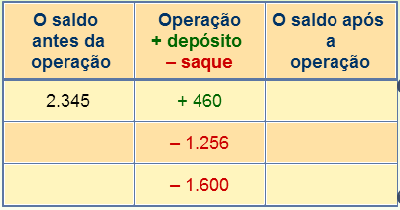 O saldo
antes da
operação
Operação
+ depósito
– saque
O saldo após
a
operação
2.345
+ 460
– 1.256
– 1.600